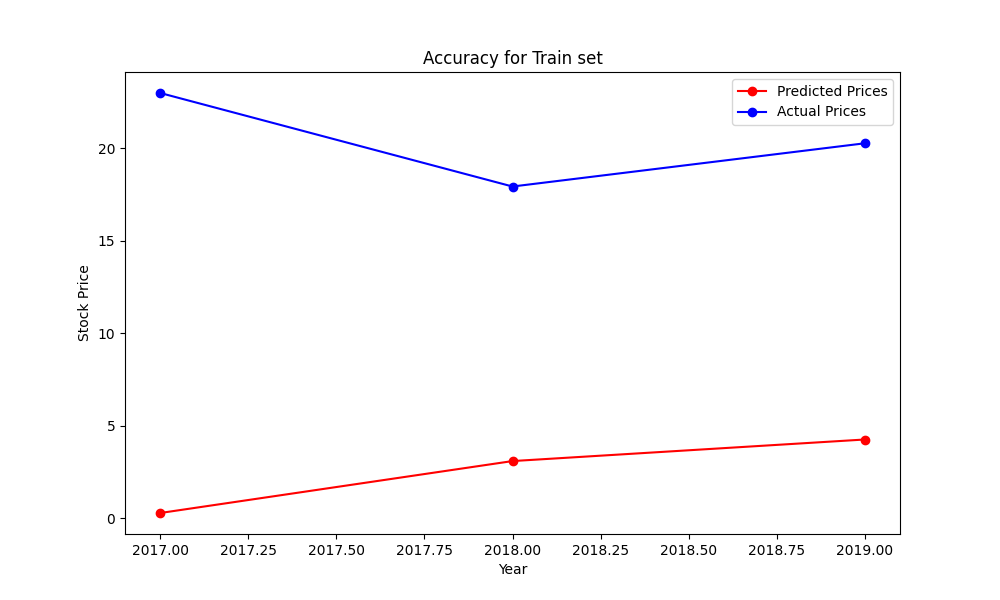 Accuracy for Train set
Predicted Prices
Actual Prices
Stock Price
20
15
10
5
0
2017.00 2017.25 2017.50 2017.75 2018.00 2018.25 2018.50 2018.75 2019.00
Year